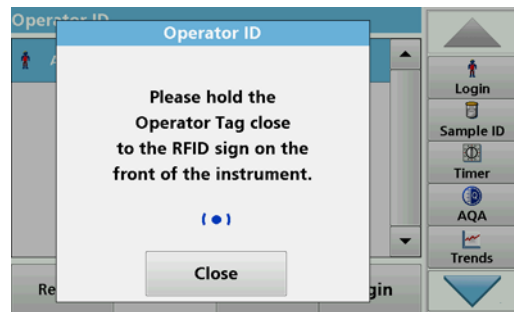 Operator ID
Operator ID
Please hold the
Operator Tag close
to the RFID sign on the
front of the instrument.
Close
Login
Sample ID
Timer
AQA
Trends